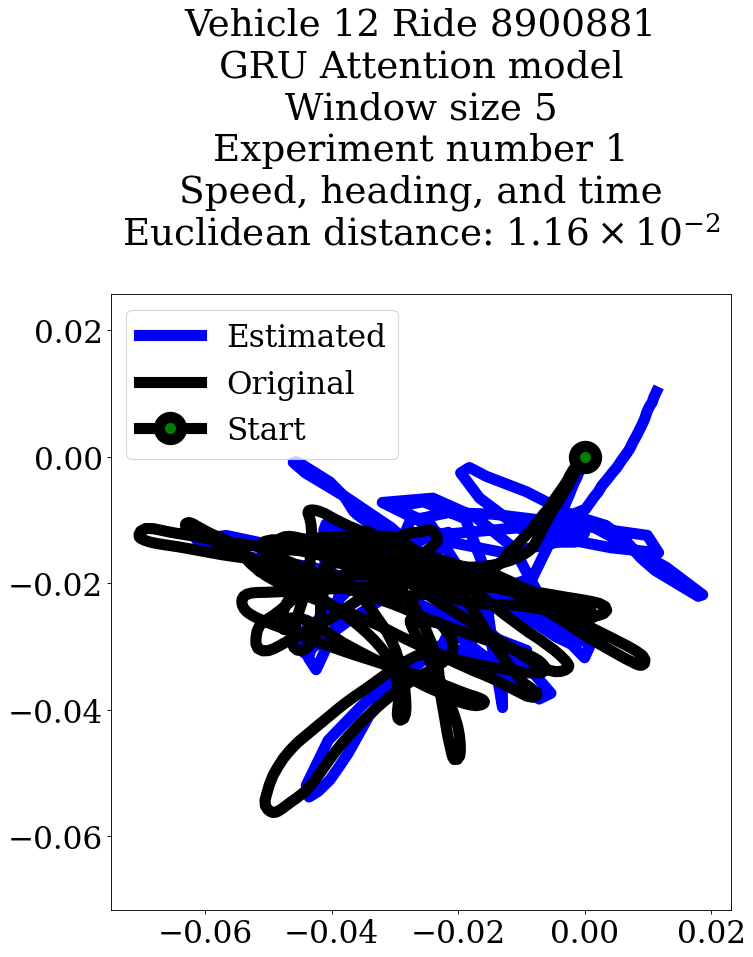 Vehicle 12 Ride 8900881
GRU Attention model
Window size 5
Experiment number 1
Speed, heading, and time
Euclidean distance: 1.16 × 10⁻²
Estimated
Original
Start
0.02
0.00
−0.02
−0.04
−0.06
−0.06 −0.04 −0.02 0.00 0.02